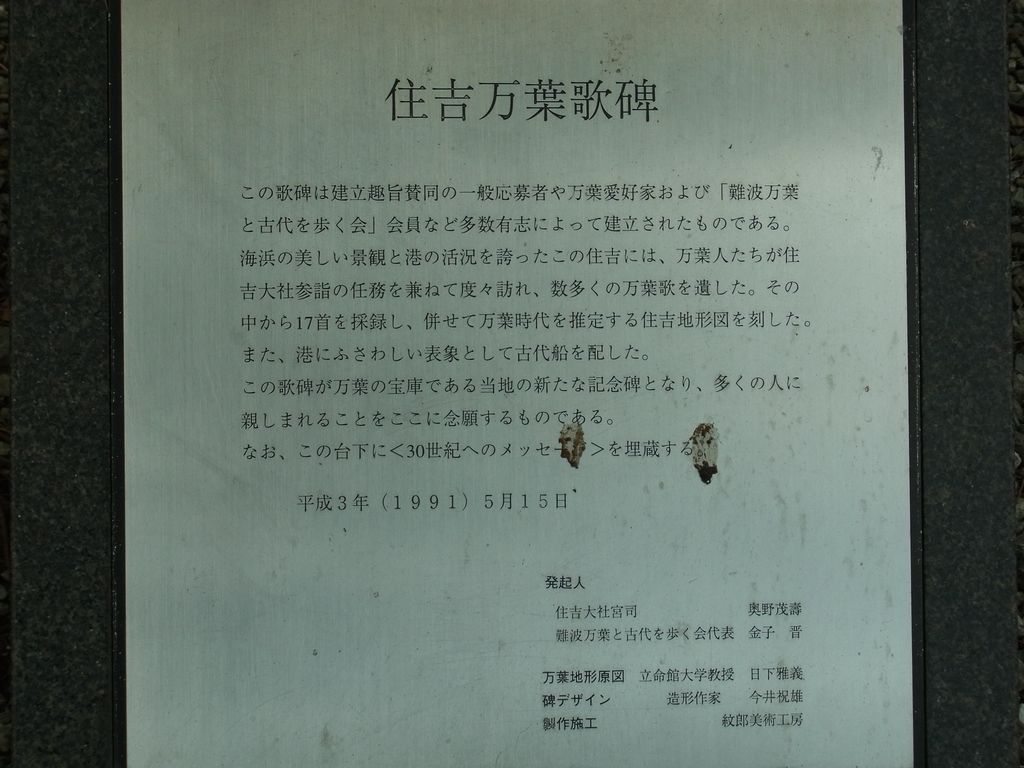 住吉万葉歌碑
この歌碑は建立趣旨賛同の一般応募者や万葉愛好家および「難波万葉
と古代を歩く会」会員など多数有志によって建立されたものである。
海浜の美しい景観と港の活況を誇ったこの住吉には、万葉人たちが住
吉大社参詣の任務を兼ねて度々訪れ、数多くの万葉歌を遺した。その
中から17首を採録し、併せて万葉時代を推定する住吉地形図を刻した。
また、港にふさわしい表象として古代船を配した。
この歌碑が万葉の宝庫である当地の新たな記念碑となり、多くの人に
親しまれることをここに念願するものである。
なお、この台下に<30世紀へのメッセージ>を埋蔵する。
平成3年（1991）5月15日
発起人
住吉大社宮司 奥野茂壽
難波万葉と古代を歩く会代表 金子 晋
万葉地形原図 立命館大学教授 日下雅義
碑デザイン 造形作家 今井祝雄
製作施工 紋郎美術工房